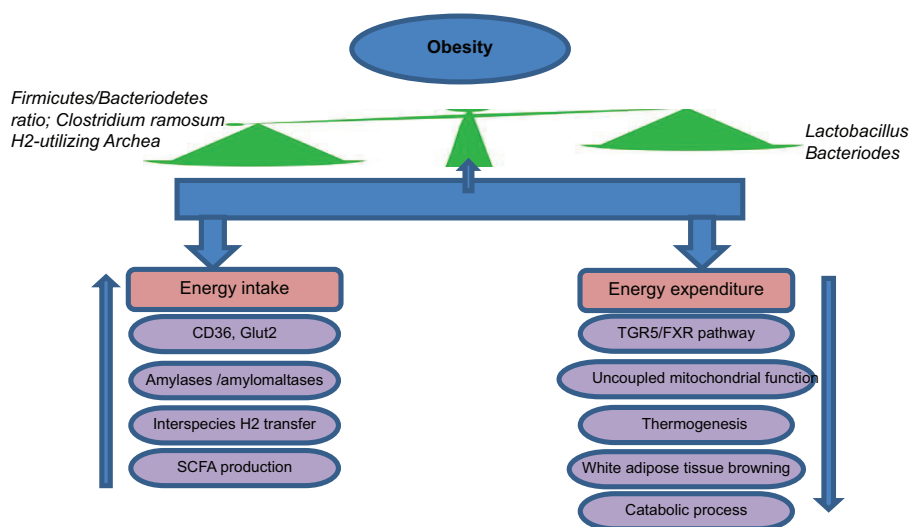 Obesity
Firmicutes/Bacteriodetes
ratio; Clostridium ramosum
H2-utilizing Archea
Lactobacillus
Bacteriodes
Energy intake
CD36, Glut2
Amylases /amylomaltases
Interspecies H2 transfer
SCFA production
Energy expenditure
TGR5/FXR pathway
Uncoupled mitochondrial function
Thermogenesis
White adipose tissue browning
Catabolic process